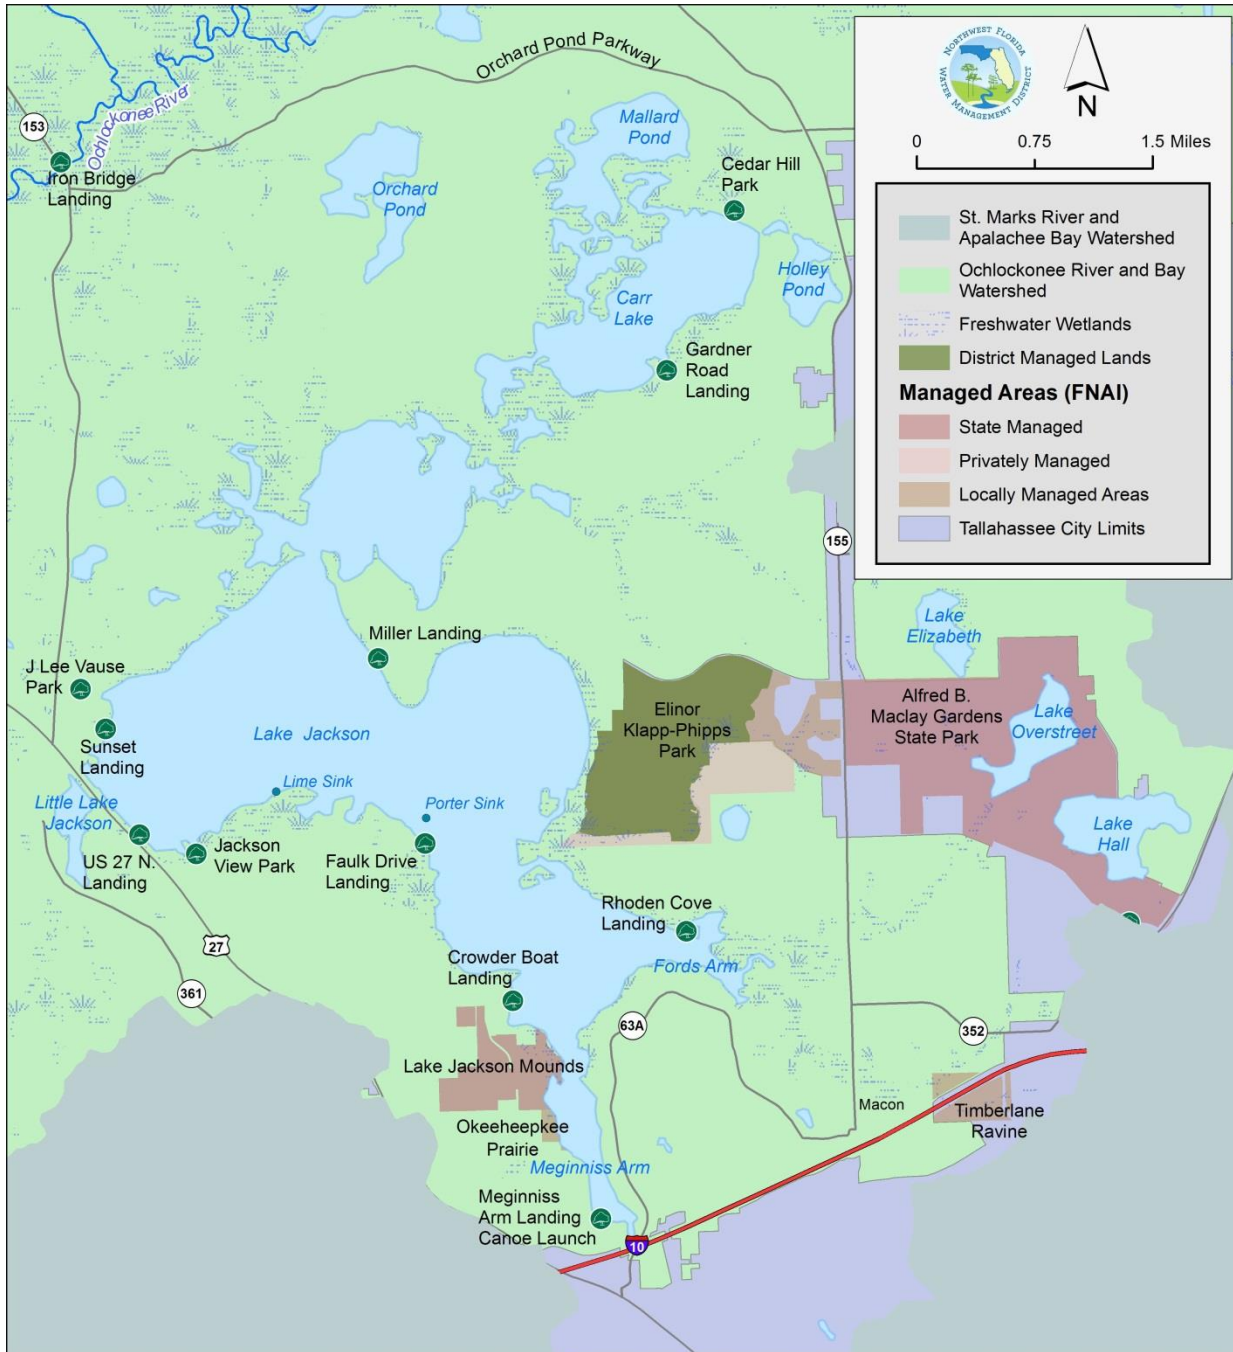 Orchard Pond Parkway
NORTHWEST FLORIDA
WATER MANAGEMENT DISTRICT
N
0 0.75 1.5 Miles
153
Ochlockonee River
Iron Bridge
Landing
Mallard
Pond
Orchard
Pond
Cedar Hill
Park
Holley
Pond
Carr
Lake
Gardner
Road
Landing
St. Marks River and
Apalachee Bay Watershed
Ochlockonee River and Bay
Watershed
Freshwater Wetlands
District Managed Lands
Managed Areas (FNAI)
State Managed
Privately Managed
Locally Managed Areas
Tallahassee City Limits
155
Lake
Elizabeth
Miller Landing
J Lee Vause
Park
Sunset
Landing
Lake Jackson
Elinor
Klapp-Phipps
Park
Alfred B.
Maclay Gardens
State Park
Lake
Overstreet
Lime Sink
Porter Sink
Little Lake
Jackson
US 27 N.
Landing
Jackson
View Park
Faulk Drive
Landing
Lake
Hall
Rhoden Cove
Landing
Fords Arm
27
361
Crowder Boat
Landing
63A
352
Lake Jackson Mounds
Macon
Timberlane
Ravine
Okeeheepkee
Prairie
Meginniss Arm
Meginniss
Arm Landing
Canoe Launch
10